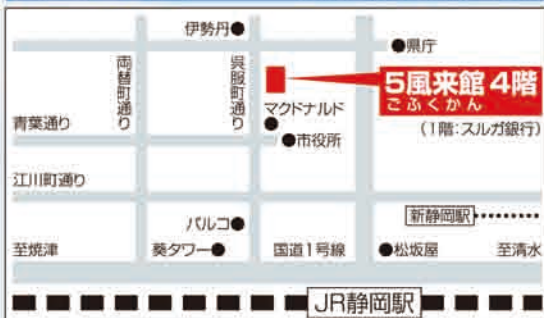 伊勢丹●
●県庁
両替町通り
呉服町通り
5風来館 4階
ごふくかん
(1階:スルガ銀行)
マクドナルド
●
青葉通り
●市役所
江川町通り
パルコ●
新静岡駅
至焼津
葵タワー●
国道1号線
●松坂屋
至清水
JR静岡駅